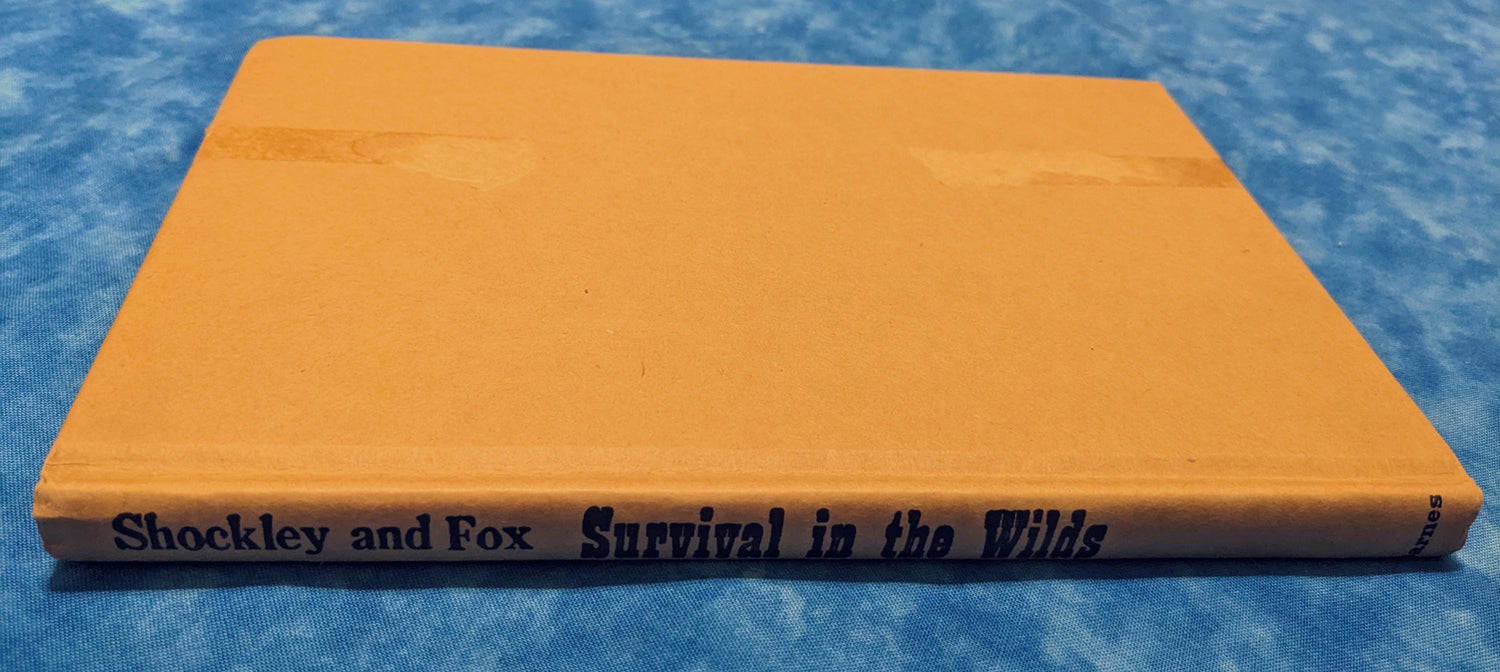 Shockley and Fox Survival in the Wilds
arnes